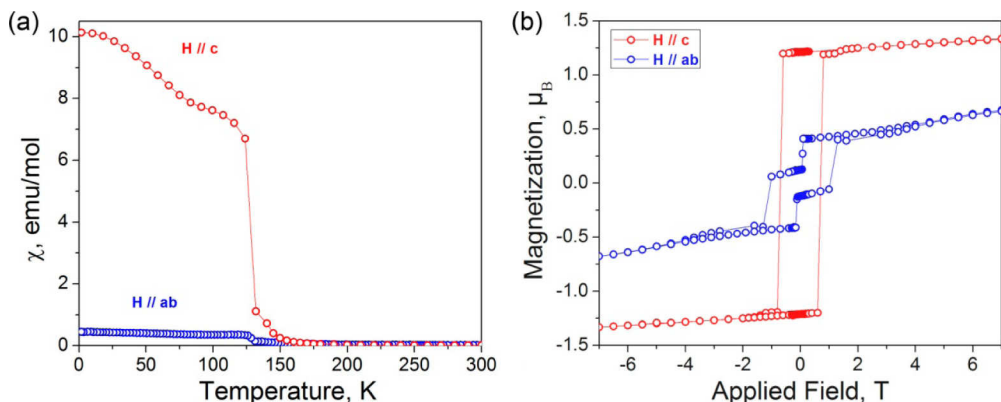 (a)
H // c
H // ab
χ, emu/mol
10
8
6
4
2
0
0 50 100 150 200 250 300
Temperature, K
(b)
H // c
H // ab
Magnetization, μB
1.5
1.0
0.5
0.0
-0.5
-1.0
-1.5
-6 -4 -2 0 2 4 6
Applied Field, T